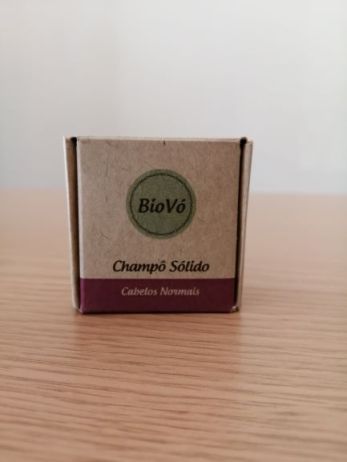 BioVó
Champô Sólido
Cabelos Normais